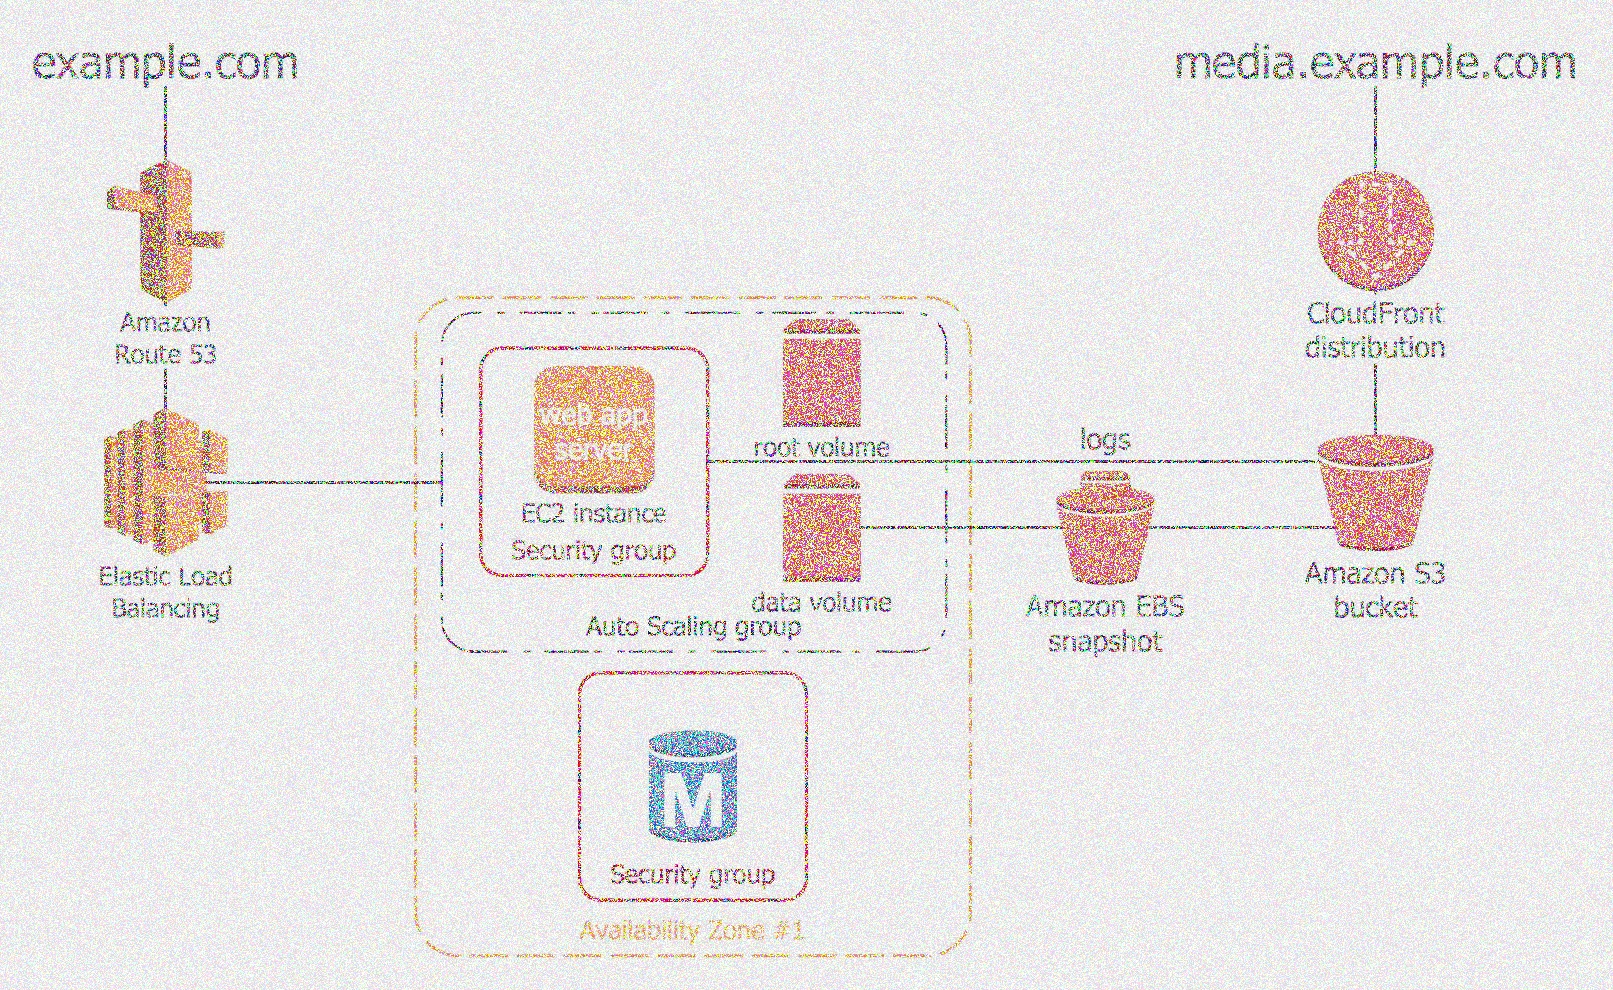 example.com
media.example.com
Amazon
Route 53
CloudFront
distribution
web app
server
root volume
logs
EC2 instance
Security group
Elastic Load
Balancing
data volume
Auto Scaling group
Amazon EBS
snapshot
Amazon S3
bucket
M
Security group
Availability Zone #1